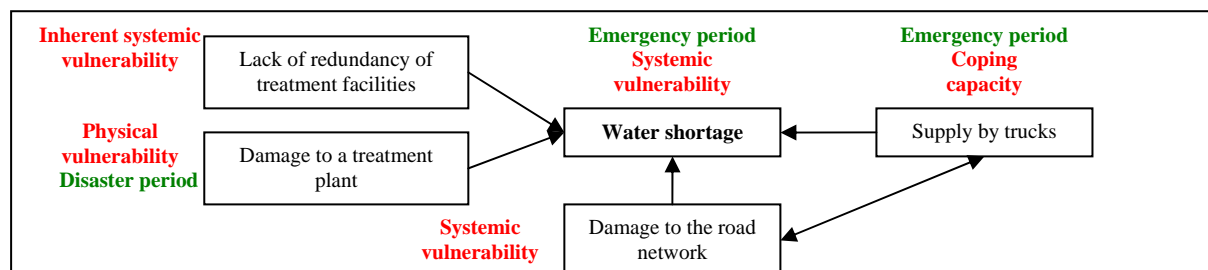 Inherent systemic
vulnerability
Lack of redundancy of
treatment facilities
Physical
vulnerability
Disaster period
Damage to a treatment
plant
Emergency period
Systemic
vulnerability
Water shortage
Emergency period
Coping
capacity
Supply by trucks
Systemic
vulnerability
Damage to the road
network